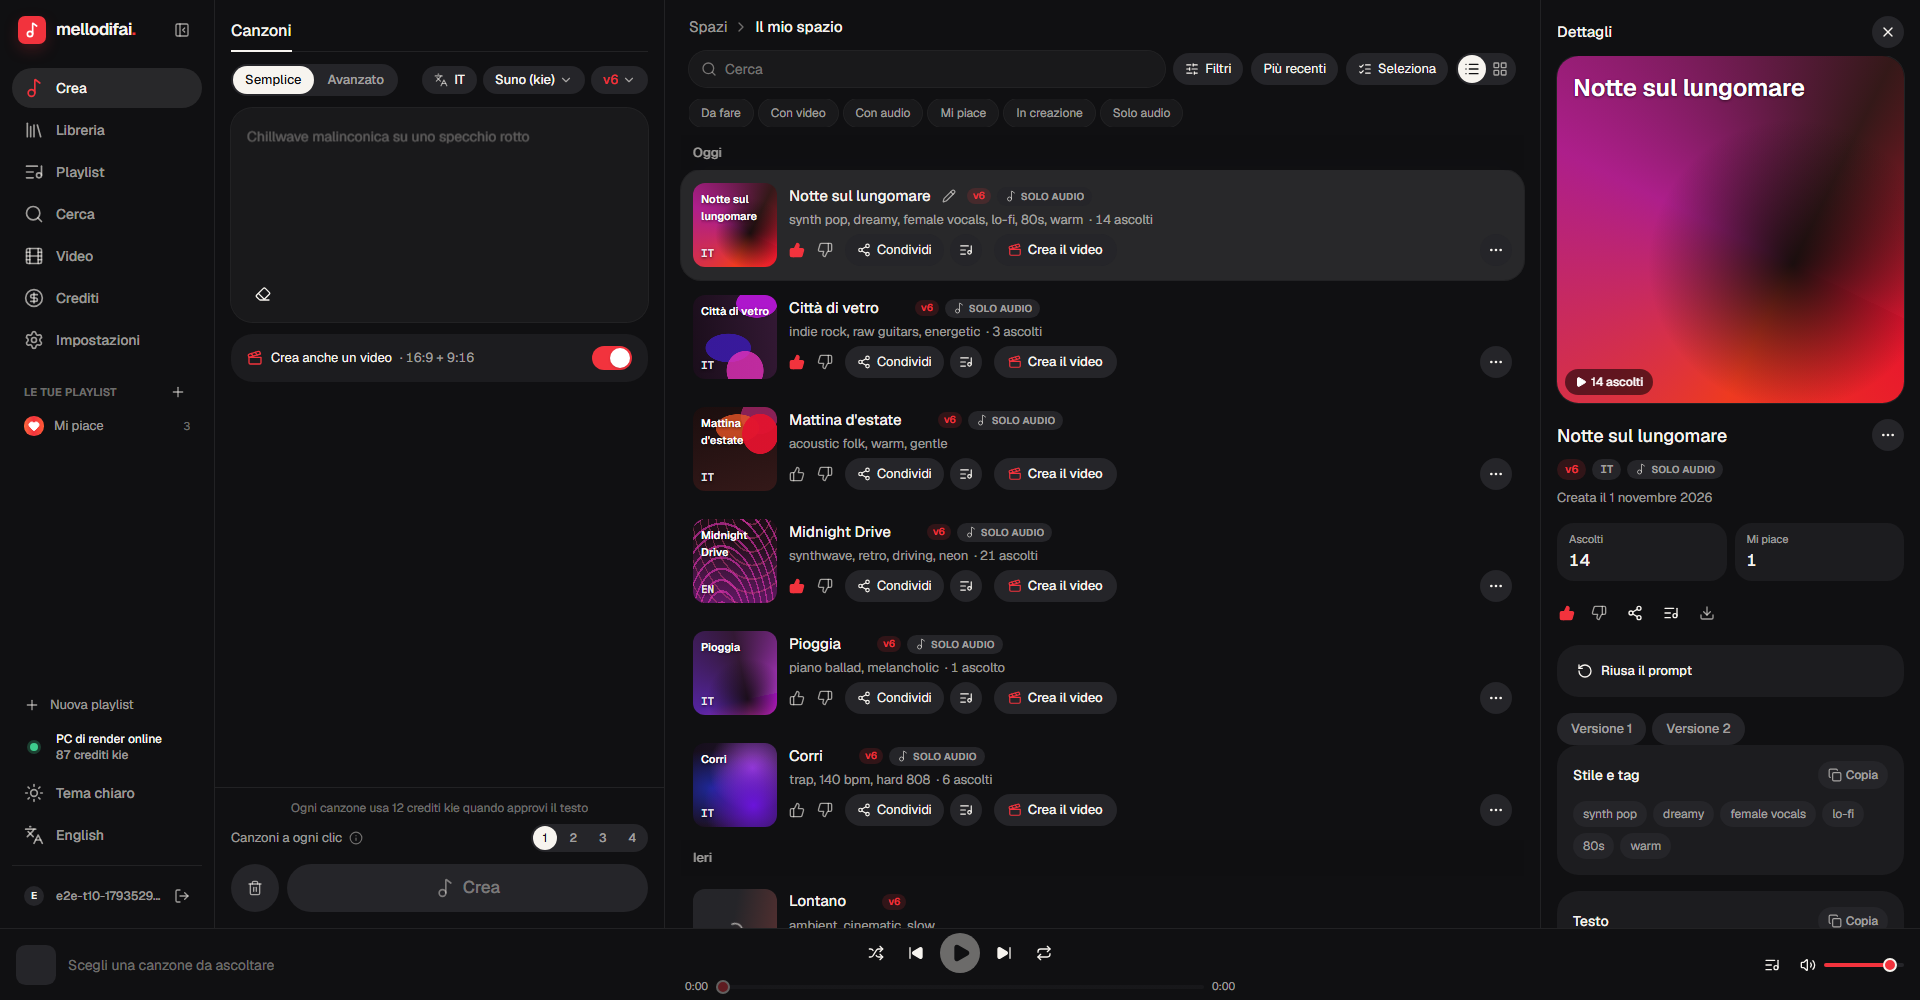 mellodifai.
Crea
Libreria
Playlist
Cerca
Video
Crediti
Impostazioni
LE TUE PLAYLIST
Mi piace 3
Nuova playlist
PC di render online
87 crediti kie
Tema chiaro
English
E e2e-t10-1793529...
Canzoni
Semplice Avanzato IT Suno (kie) v6
Chillwave malinconica su uno specchio rotto
Crea anche un video · 16:9 + 9:16
Ogni canzone usa 12 crediti kie quando approvi il testo
Canzoni a ogni clic 1 2 3 4
Crea
Spazi Il mio spazio
Cerca Filtri Più recenti Seleziona
Da fare Con video Con audio Mi piace In creazione Solo audio
Oggi
Notte sul
lungomare
IT
Notte sul lungomare v6 SOLO AUDIO
synth pop, dreamy, female vocals, lo-fi, 80s, warm · 14 ascolti
Condividi Crea il video
Città di vetro
IT
Città di vetro v6 SOLO AUDIO
indie rock, raw guitars, energetic · 3 ascolti
Condividi Crea il video
Mattina
d'estate
IT
Mattina d'estate v6 SOLO AUDIO
acoustic folk, warm, gentle
Condividi Crea il video
Midnight
Drive
EN
Midnight Drive v6 SOLO AUDIO
synthwave, retro, driving, neon · 21 ascolti
Condividi Crea il video
Pioggia
IT
Pioggia v6 SOLO AUDIO
piano ballad, melancholic · 1 ascolto
Condividi Crea il video
Corri
IT
Corri v6 SOLO AUDIO
trap, 140 bpm, hard 808 · 6 ascolti
Condividi Crea il video
Ieri
Lontano v6
ambient, cinematic, slow
Dettagli
Notte sul lungomare
14 ascolti
Notte sul lungomare
v6 IT SOLO AUDIO
Creata il 1 novembre 2026
Ascolti
14
Mi piace
1
Riusa il prompt
Versione 1 Versione 2
Stile e tag Copia
synth pop dreamy female vocals lo-fi
80s warm
Testo Copia
Scegli una canzone da ascoltare
0:00 0:00